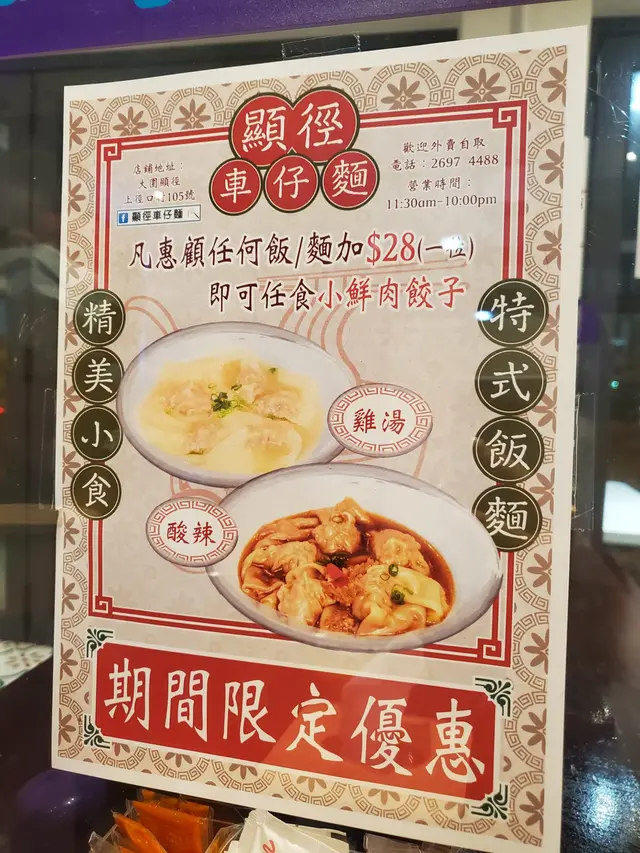 顯徑
車仔麵
店鋪地址：
大圍顯徑
上徑口村105號
顯徑車仔麵
歡迎外賣自取
電話：2697 4488
營業時間：
11:30am-10:00pm
凡惠顧任何飯/麵加$28(一位)
即可任食小鮮肉餃子
精美小食
特式飯麵
雞湯
酸辣
期間限定優惠